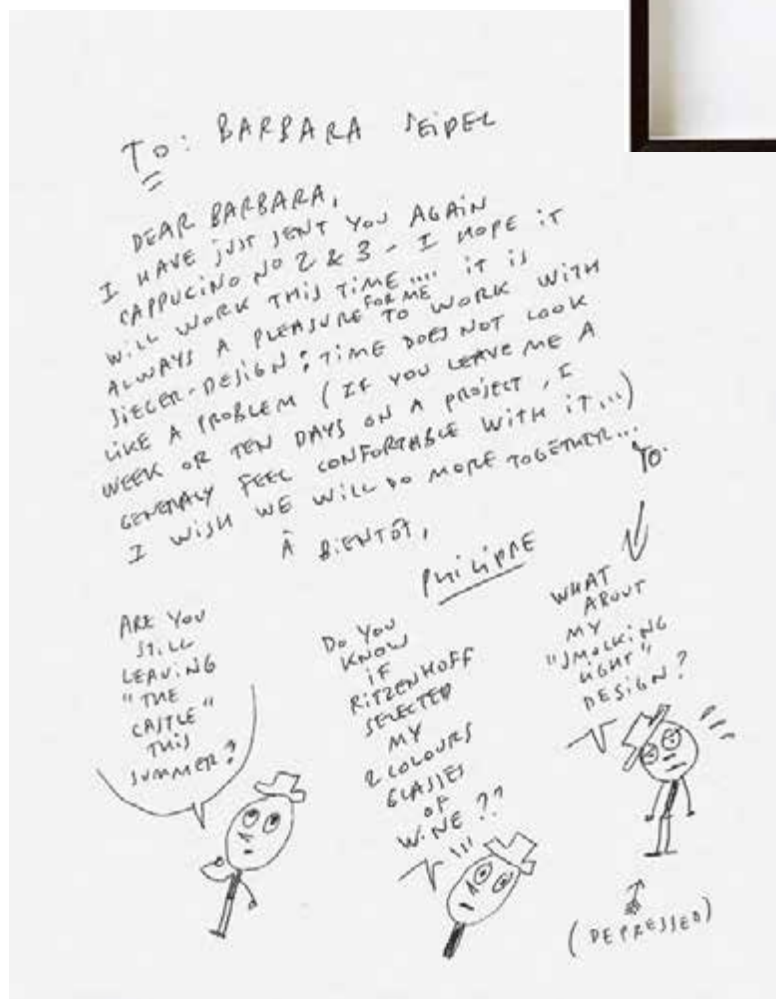 TO: BARBARA SEIPEL
DEAR BARBARA,
I HAVE JUST SENT YOU AGAIN
CAPPUCINO NO 2 & 3 - I HOPE IT
WILL WORK THIS TIME.... IT IS
ALWAYS A PLEASURE FOR ME TO WORK WITH
SIEGER-DESIGN: TIME DOES NOT LOOK
LIKE A PROBLEM (IF YOU LEAVE ME A
WEEK OR TEN DAYS ON A PROJECT, I
GENERALY FEEL CONFORTABLE WITH IT...)
I WISH WE WILL DO MORE TOGETHER...
À BIENTÔT,
PHILIPPE
ARE YOU
STILL
LEAVING
"THE
CASTLE"
THIS
SUMMER?
DO YOU
KNOW
IF
RITZENHOFF
SELECTED
MY
2 COLOURS
GLASSES
OF
WINE ??
TO.
WHAT
ABOUT
MY
"SMOCKING
LIGHT"
DESIGN?
(DEPRESSED)